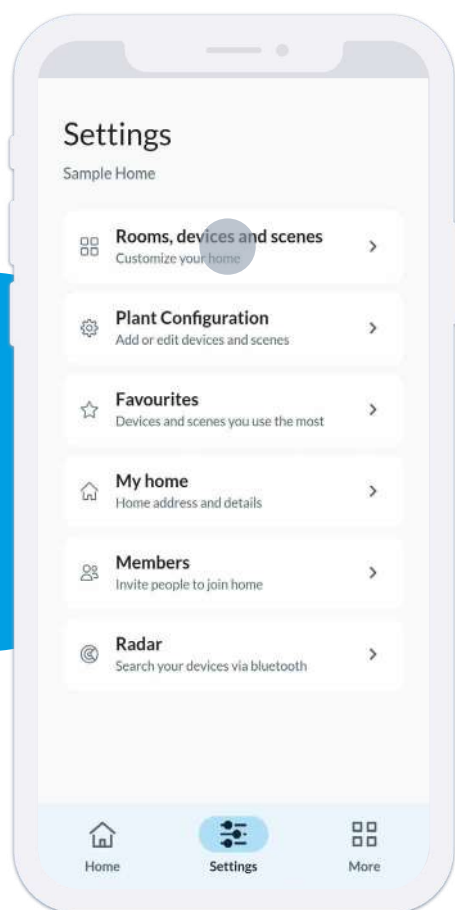 Settings
Sample Home
Rooms, devices and scenes
Customize your home
Plant Configuration
Add or edit devices and scenes
Favourites
Devices and scenes you use the most
My home
Home address and details
Members
Invite people to join home
Radar
Search your devices via bluetooth
Home
Settings
More